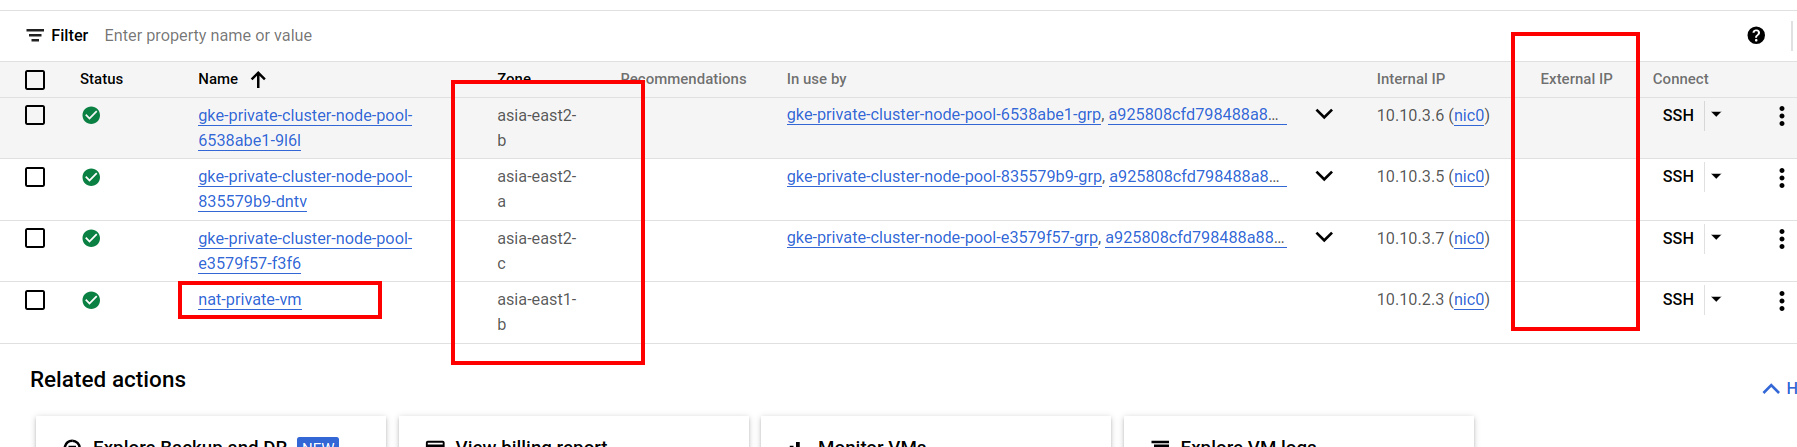 Filter Enter property name or value
Status Name Zone Recommendations In use by Internal IP External IP Connect
gke-private-cluster-node-pool- asia-east2- gke-private-cluster-node-pool-6538abe1-grp, a925808cfd798488a8... 10.10.3.6 (nic0) SSH
6538abe1-9l6l b
gke-private-cluster-node-pool- asia-east2- gke-private-cluster-node-pool-835579b9-grp, a925808cfd798488a8... 10.10.3.5 (nic0) SSH
835579b9-dntv a
gke-private-cluster-node-pool- asia-east2- gke-private-cluster-node-pool-e3579f57-grp, a925808cfd798488a88... 10.10.3.7 (nic0) SSH
e3579f57-f3f6 c
nat-private-vm asia-east1- 10.10.2.3 (nic0) SSH
b
Related actions
H
Explore Backup and DR NEW View billing report Monitor VMs Explore VM logs